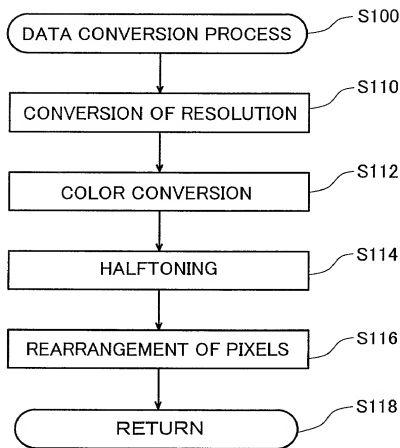 DATA CONVERSION PROCESS
S100
CONVERSION OF RESOLUTION
S110
COLOR CONVERSION
S112
HALFTONING
S114
REARRANGEMENT OF PIXELS
S116
RETURN
S118